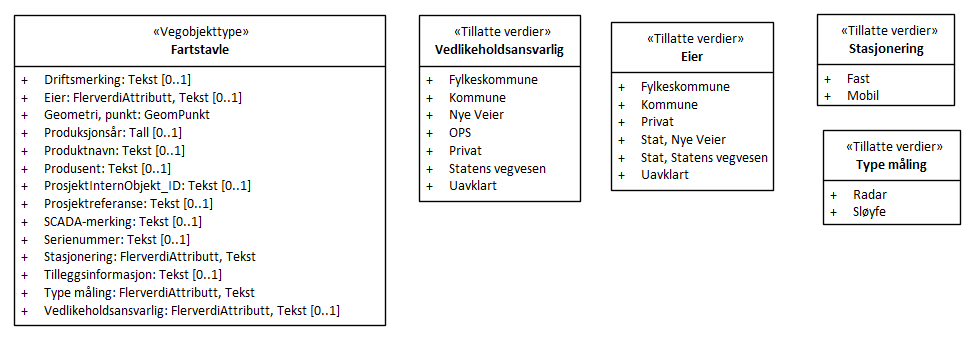 «Vegobjekttype»
Fartstavle
+ Driftsmerking: Tekst [0..1]
+ Eier: FlerverdiAttributt, Tekst [0..1]
+ Geometri, punkt: GeomPunkt
+ Produksjonsår: Tall [0..1]
+ Produktnavn: Tekst [0..1]
+ Produsent: Tekst [0..1]
+ ProsjektInternObjekt_ID: Tekst [0..1]
+ Prosjektreferanse: Tekst [0..1]
+ SCADA-merking: Tekst [0..1]
+ Serienummer: Tekst [0..1]
+ Stasjonering: FlerverdiAttributt, Tekst
+ Tilleggsinformasjon: Tekst [0..1]
+ Type måling: FlerverdiAttributt, Tekst
+ Vedlikeholdsansvarlig: FlerverdiAttributt, Tekst [0..1]
«Tillatte verdier»
Vedlikeholdsansvarlig
+ Fylkeskommune
+ Kommune
+ Nye Veier
+ OPS
+ Privat
+ Statens vegvesen
+ Uavklart
«Tillatte verdier»
Eier
+ Fylkeskommune
+ Kommune
+ Privat
+ Stat, Nye Veier
+ Stat, Statens vegvesen
+ Uavklart
«Tillatte verdier»
Stasjonering
+ Fast
+ Mobil
«Tillatte verdier»
Type måling
+ Radar
+ Sløyfe